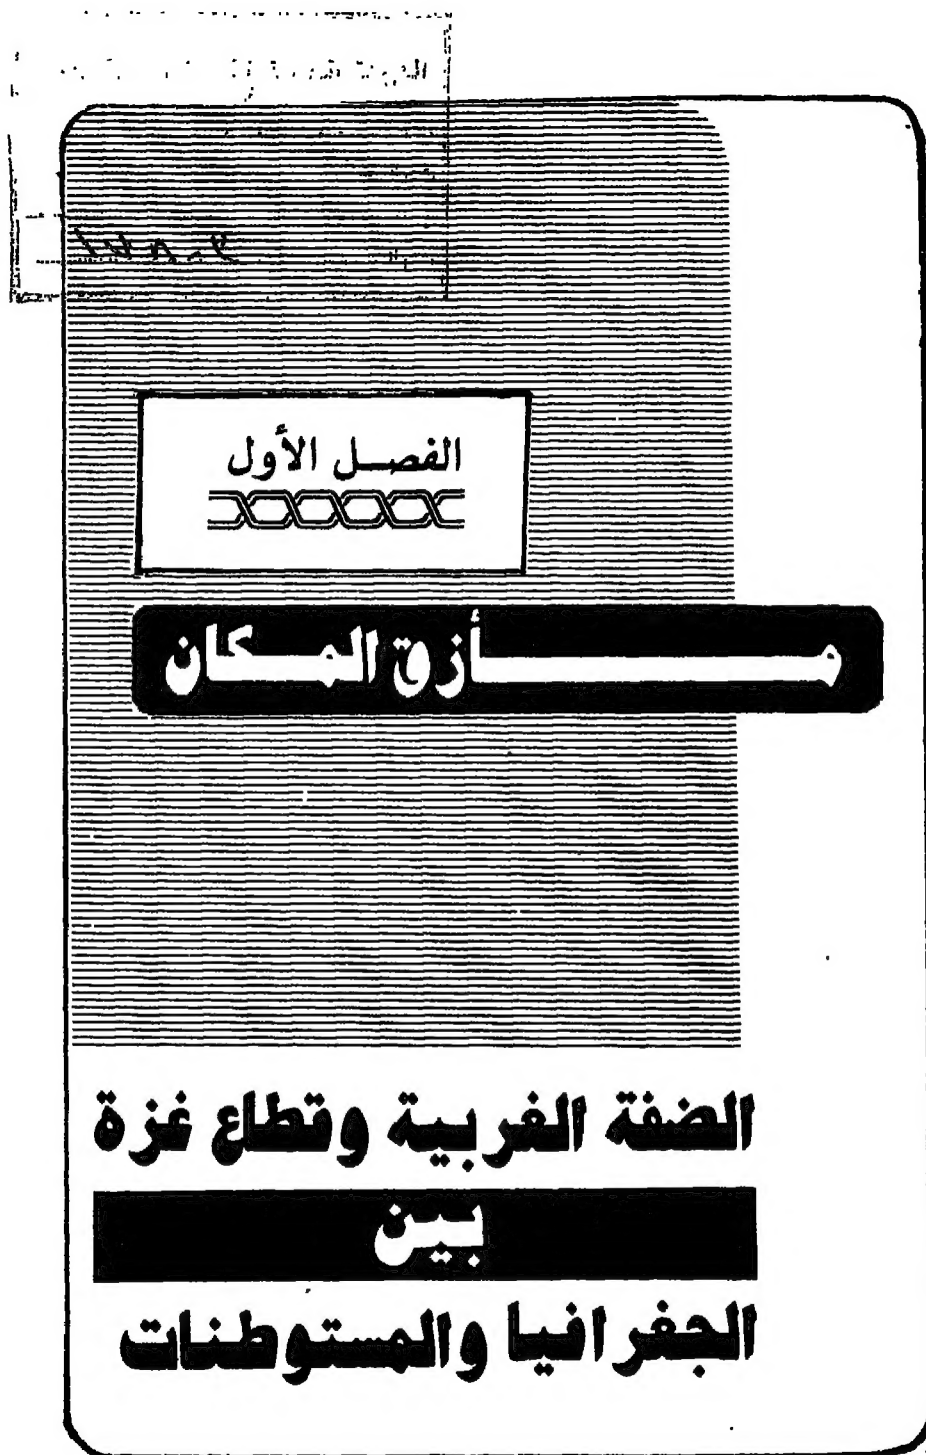 الفصل الأول
مأزق المكان
الضفة الغربية وقطاع غزة
بين
الجغرافيا والمستوطنات